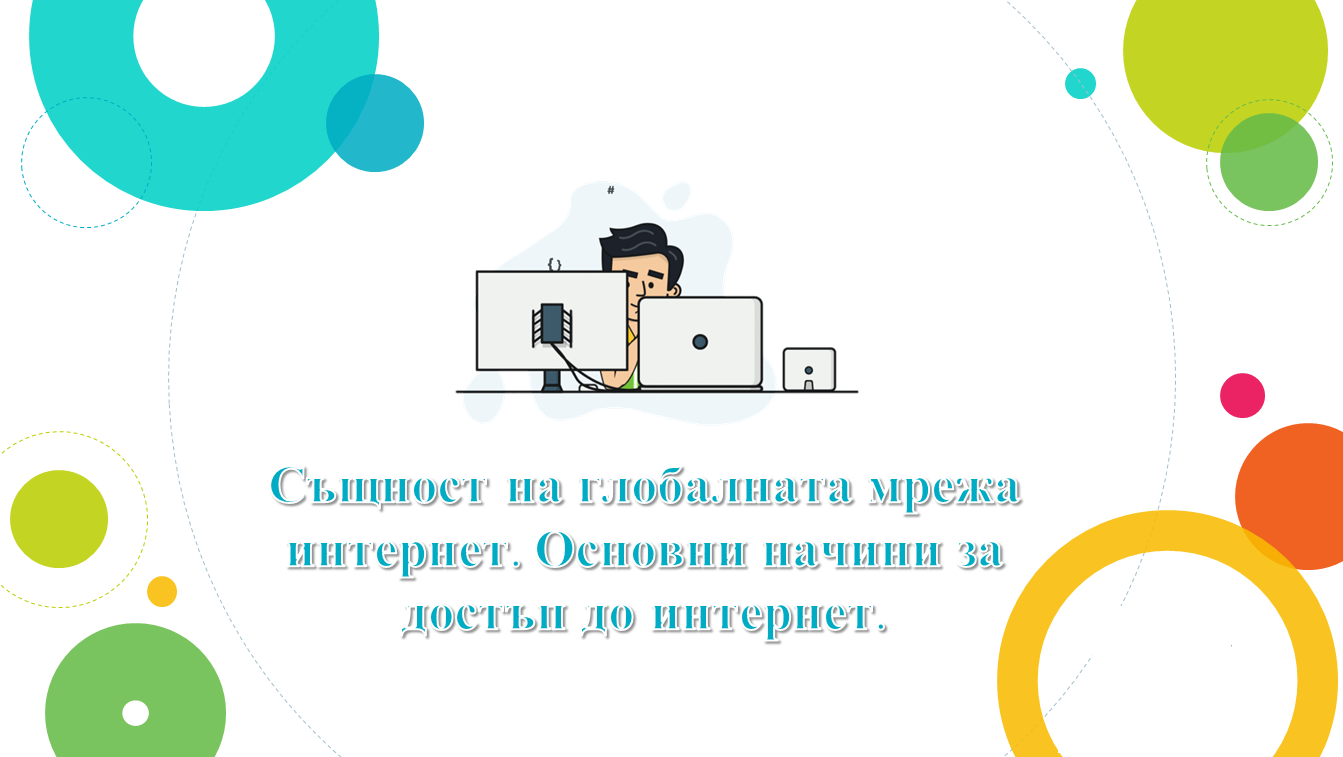 #
{}
Същност на глобалната мрежа
интернет. Основни начини за
достъп до интернет.